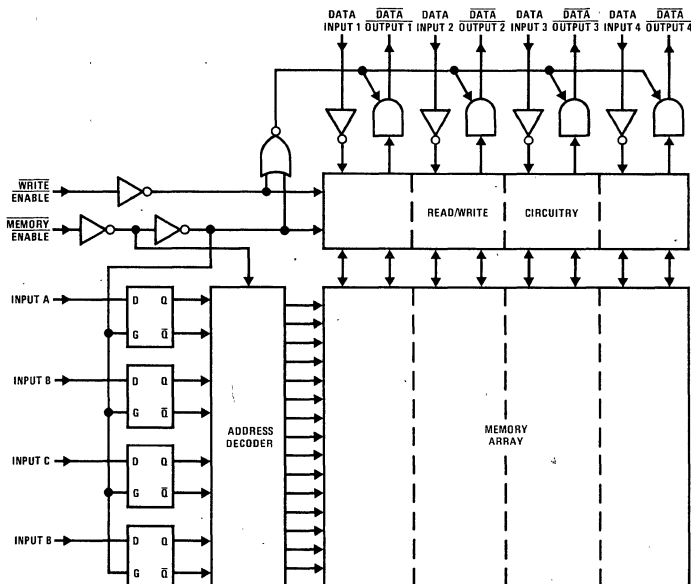 DATA INPUT 1
DATA OUTPUT 1
DATA INPUT 2
DATA OUTPUT 2
DATA INPUT 3
DATA OUTPUT 3
DATA INPUT 4
DATA OUTPUT 4
WRITE ENABLE
MEMORY ENABLE
READ/WRITE CIRCUITRY
INPUT A
D Q
G Q
INPUT B
D Q
G Q
ADDRESS DECODER
MEMORY ARRAY
INPUT C
D Q
G Q
INPUT B
D Q
G Q